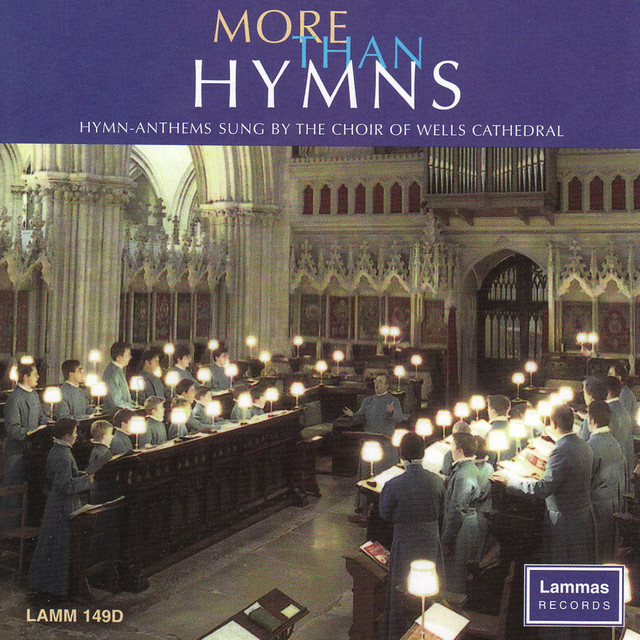 MORE
THAN
HYMNS
HYMN-ANTHEMS SUNG BY THE CHOIR OF WELLS CATHEDRAL
LAMM 149D
Lammas
RECORDS